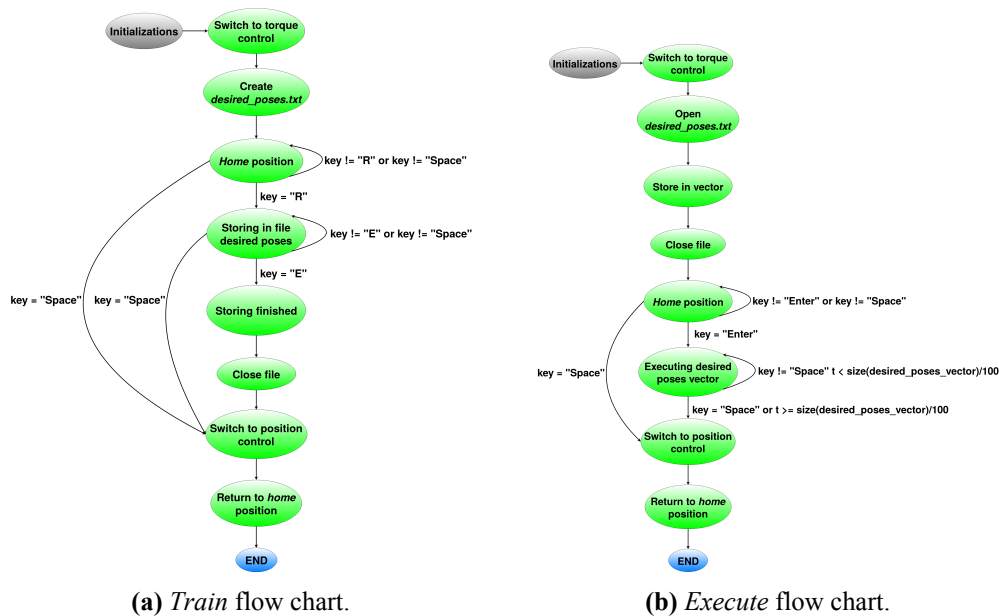 Initializations
Switch to torque
control
Create
desired_poses.txt
Home position
key != "R" or key != "Space"
key = "R"
Storing in file
desired poses
key != "E" or key != "Space"
key = "E"
key = "Space"
key = "Space"
Storing finished
Close file
Switch to position
control
Return to home
position
END
(a) Train flow chart.
Initializations
Switch to torque
control
Open
desired_poses.txt
Store in vector
Close file
Home position
key != "Enter" or key != "Space"
key = "Enter"
key = "Space"
Executing desired
poses vector
key != "Space" t < size(desired_poses_vector)/100
key = "Space" or t >= size(desired_poses_vector)/100
Switch to position
control
Return to home
position
END
(b) Execute flow chart.